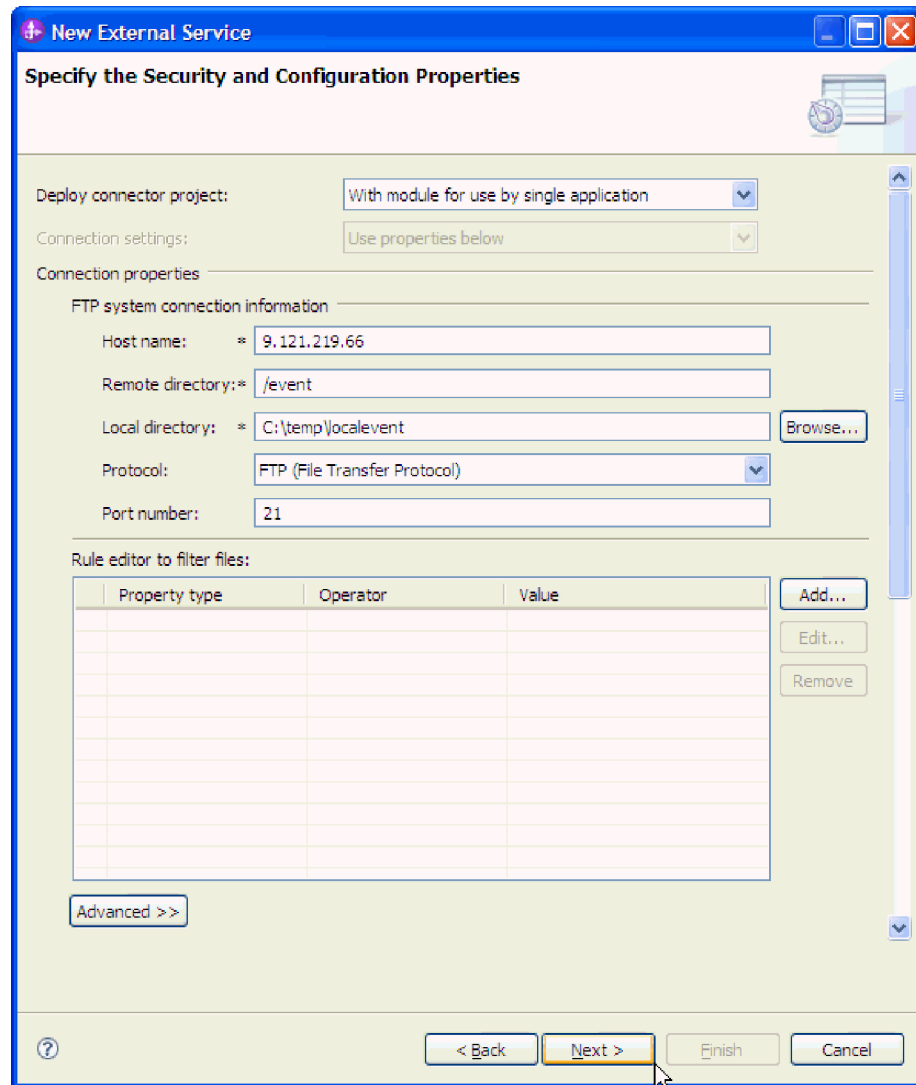 New External Service
Specify the Security and Configuration Properties
Deploy connector project: With module for use by single application
Connection settings: Use properties below
Connection properties
FTP system connection information
Host name: * 9.121.219.66
Remote directory:* /event
Local directory: * C:\temp\localevent Browse...
Protocol: FTP (File Transfer Protocol)
Port number: 21
Rule editor to filter files:
Property type Operator Value Add...
Edit...
Remove
Advanced >>
? < Back Next > Finish Cancel